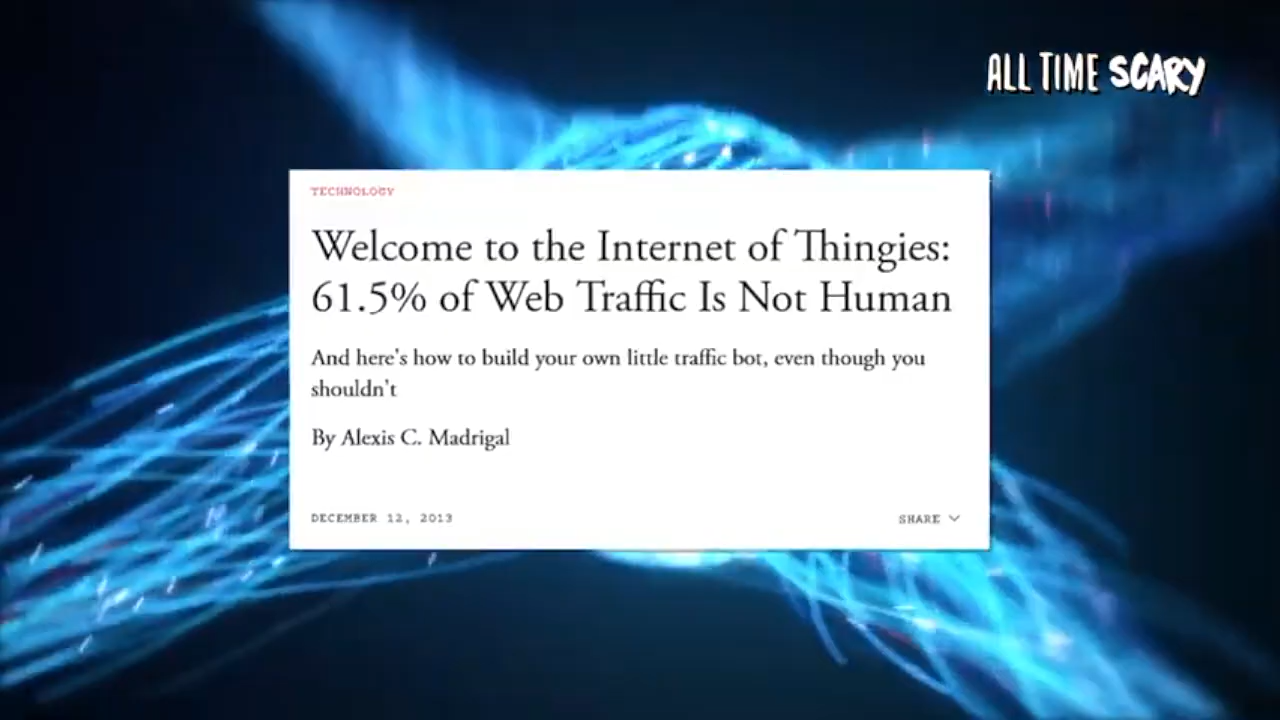 ALL TIME SCARY
TECHNOLOGY
Welcome to the Internet of Thingies:
61.5% of Web Traffic Is Not Human
And here's how to build your own little traffic bot, even though you
shouldn't
By Alexis C. Madrigal
DECEMBER 12, 2013
SHARE